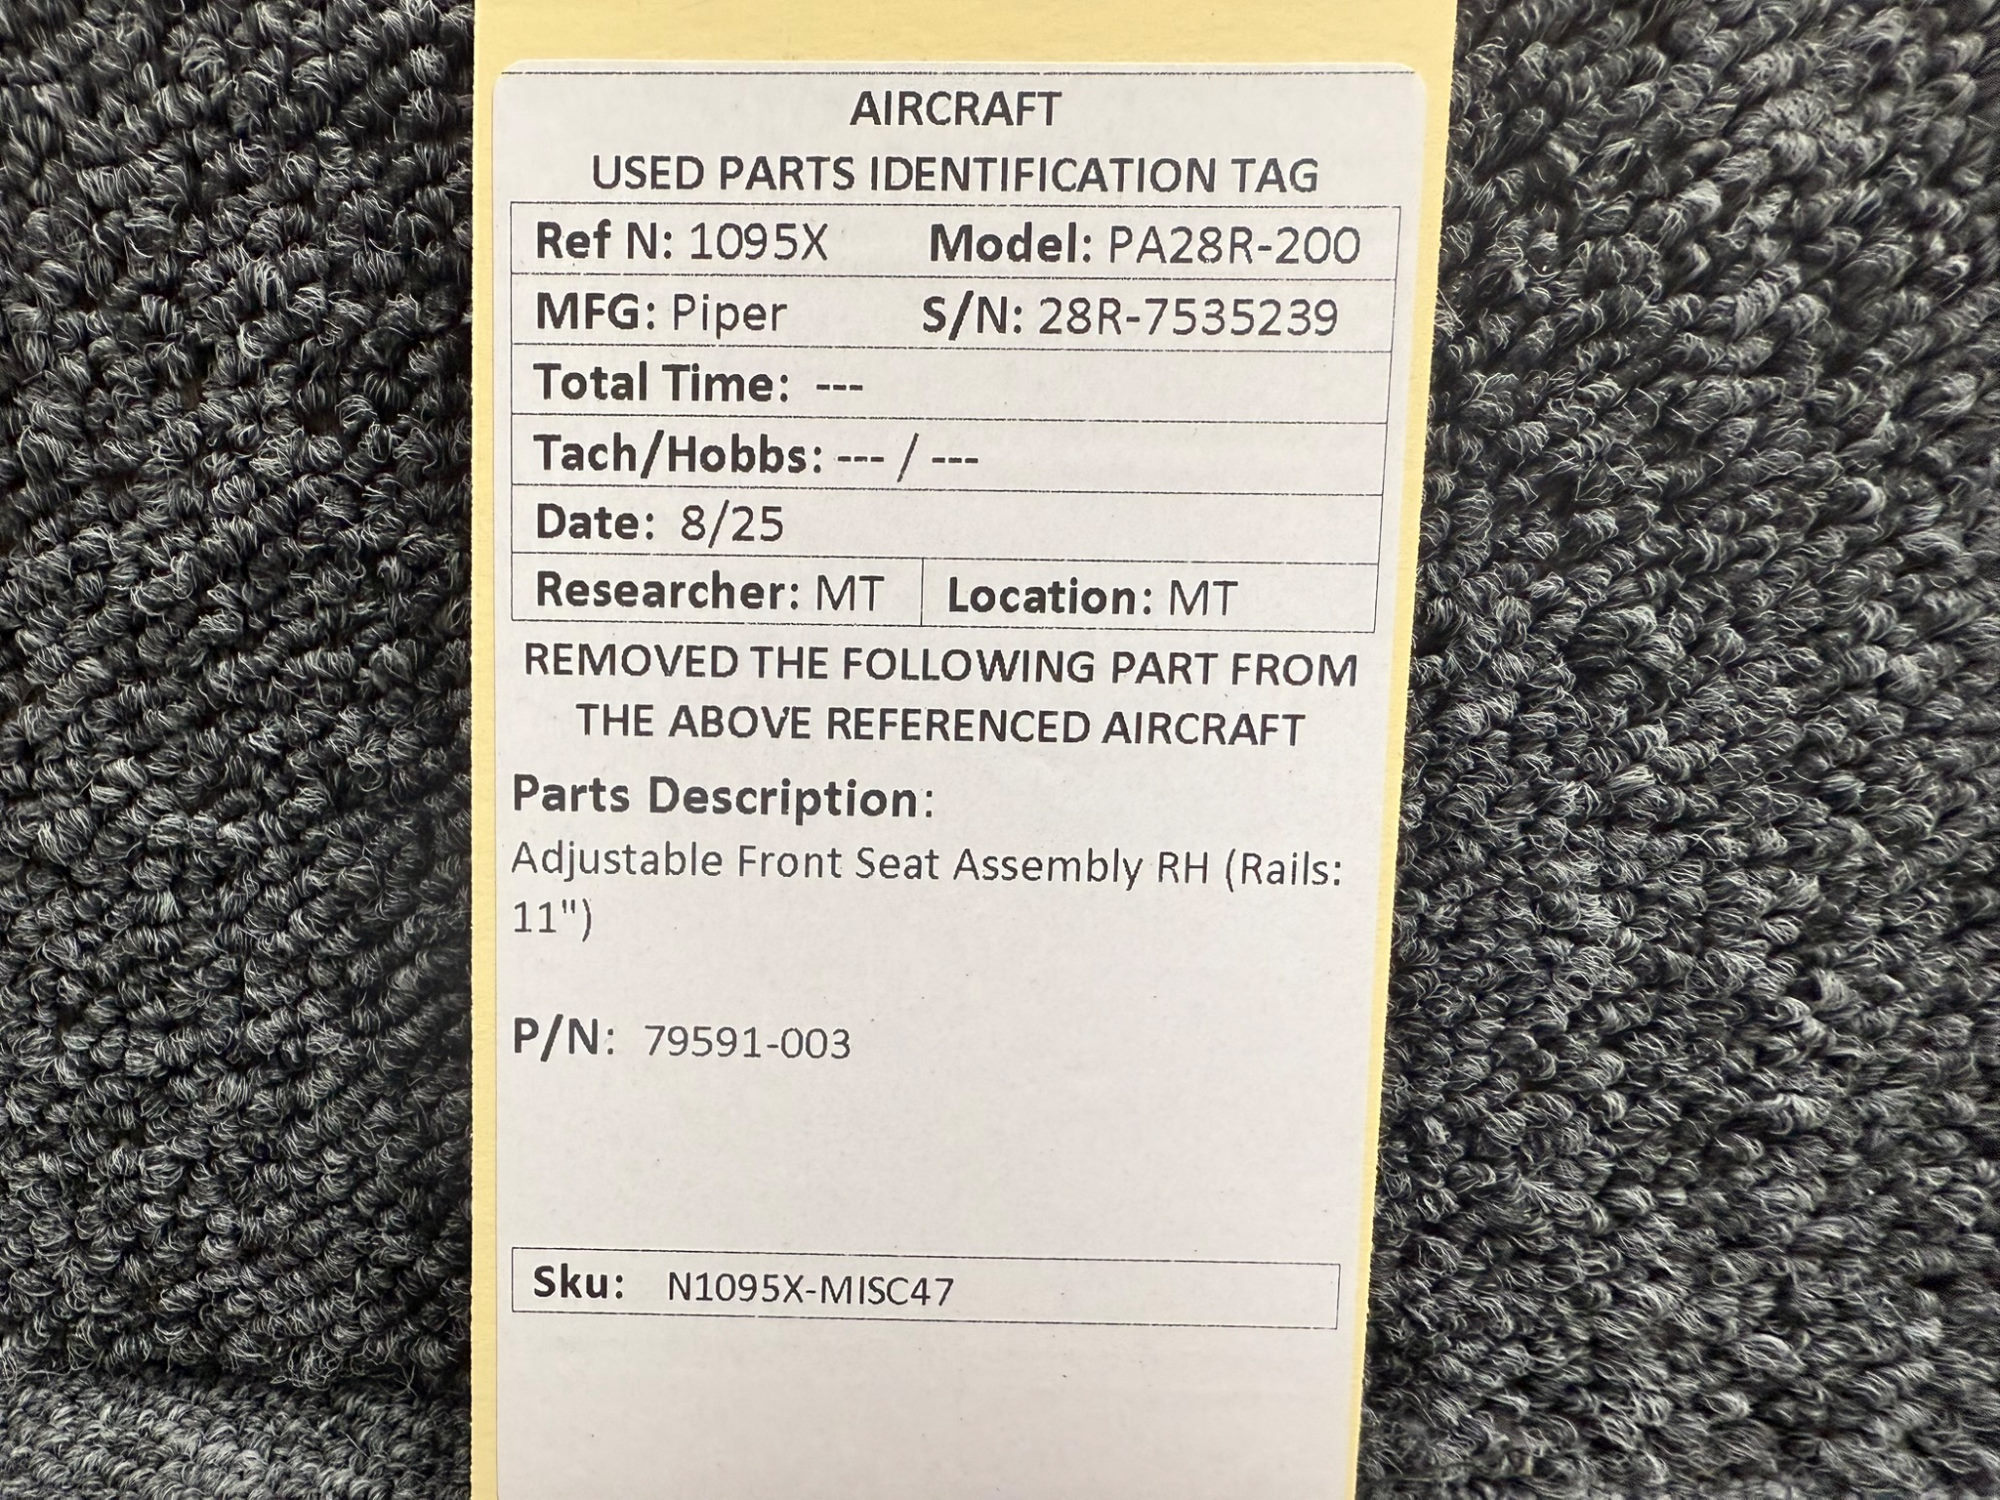 AIRCRAFT
USED PARTS IDENTIFICATION TAG
Ref N: 1095X Model: PA28R-200
MFG: Piper S/N: 28R-7535239
Total Time: ---
Tach/Hobbs: --- / ---
Date: 8/25
Researcher: MT Location: MT
REMOVED THE FOLLOWING PART FROM
THE ABOVE REFERENCED AIRCRAFT
Parts Description:
Adjustable Front Seat Assembly RH (Rails:
11")
P/N: 79591-003
Sku: N1095X-MISC47